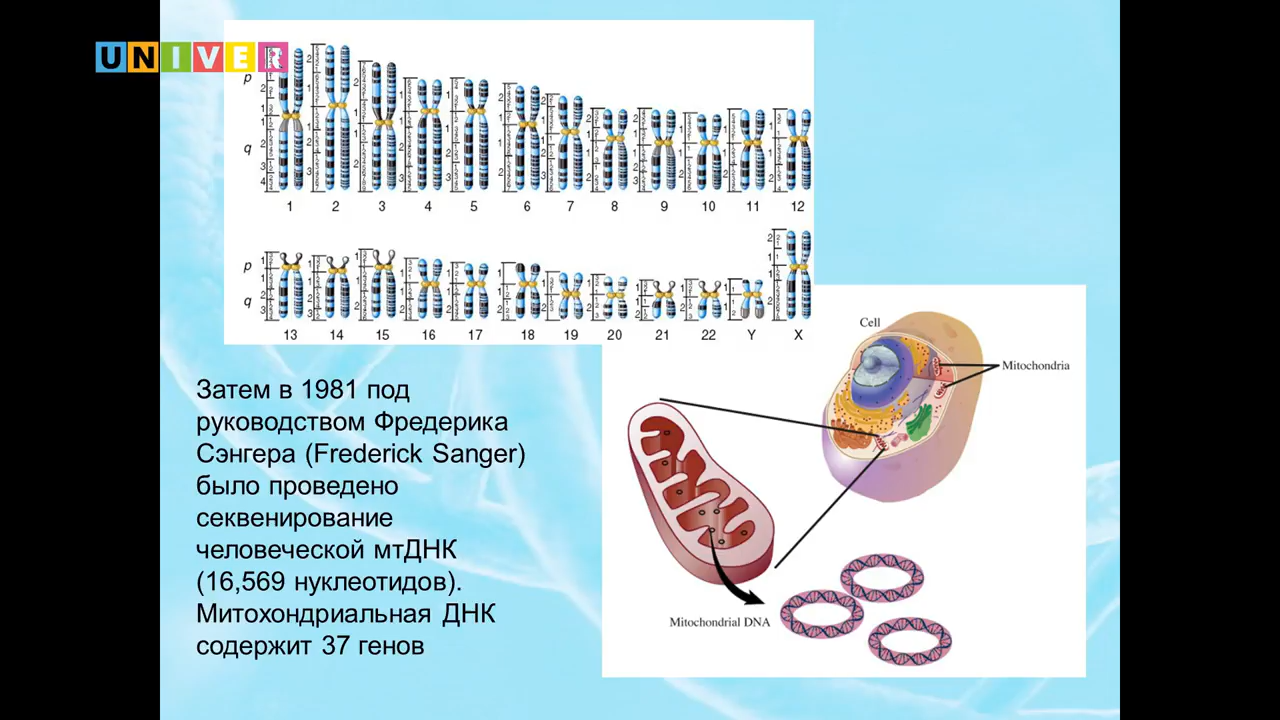 UNIVER
p
q
1 2 3 4 5 6 7 8 9 10 11 12
p
q
13 14 15 16 17 18 19 20 21 22 Y X
Cell
Mitochondria
Mitochondrial DNA
Затем в 1981 под
руководством Фредерика
Сэнгера (Frederick Sanger)
было проведено
секвенирование
человеческой мтДНК
(16,569 нуклеотидов).
Митохондриальная ДНК
содержит 37 генов